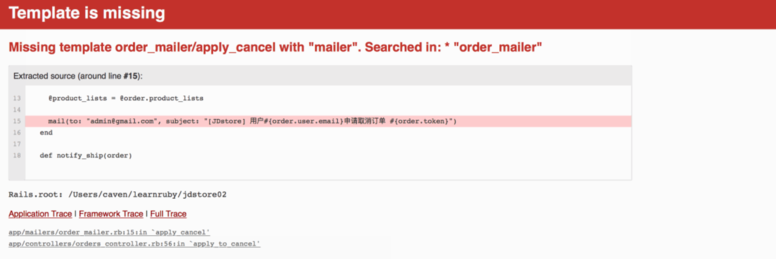 Template is missing
Missing template order_mailer/apply_cancel with "mailer". Searched in: * "order_mailer"
Extracted source (around line #15):
13 @product_lists = @order.product_lists
14
15 mail(to: "admin@gmail.com", subject: "[JDstore] 用户#{order.user.email}申请取消订单 #{order.token}")
16 end
17
18 def notify_ship(order)
Rails.root: /Users/caven/learnruby/jdstore02
Application Trace | Framework Trace | Full Trace
app/mailers/order_mailer.rb:15:in `apply_cancel'
app/controllers/orders_controller.rb:56:in `apply_to_cancel'